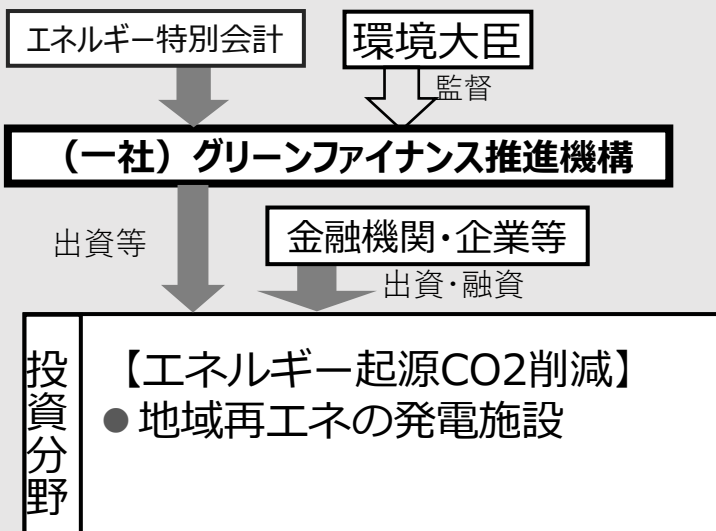 エネルギー特別会計
環境大臣
監督
（一社）グリーンファイナンス推進機構
出資等
金融機関・企業等
出資・融資
投資分野
【エネルギー起源CO2削減】
●地域再エネの発電施設